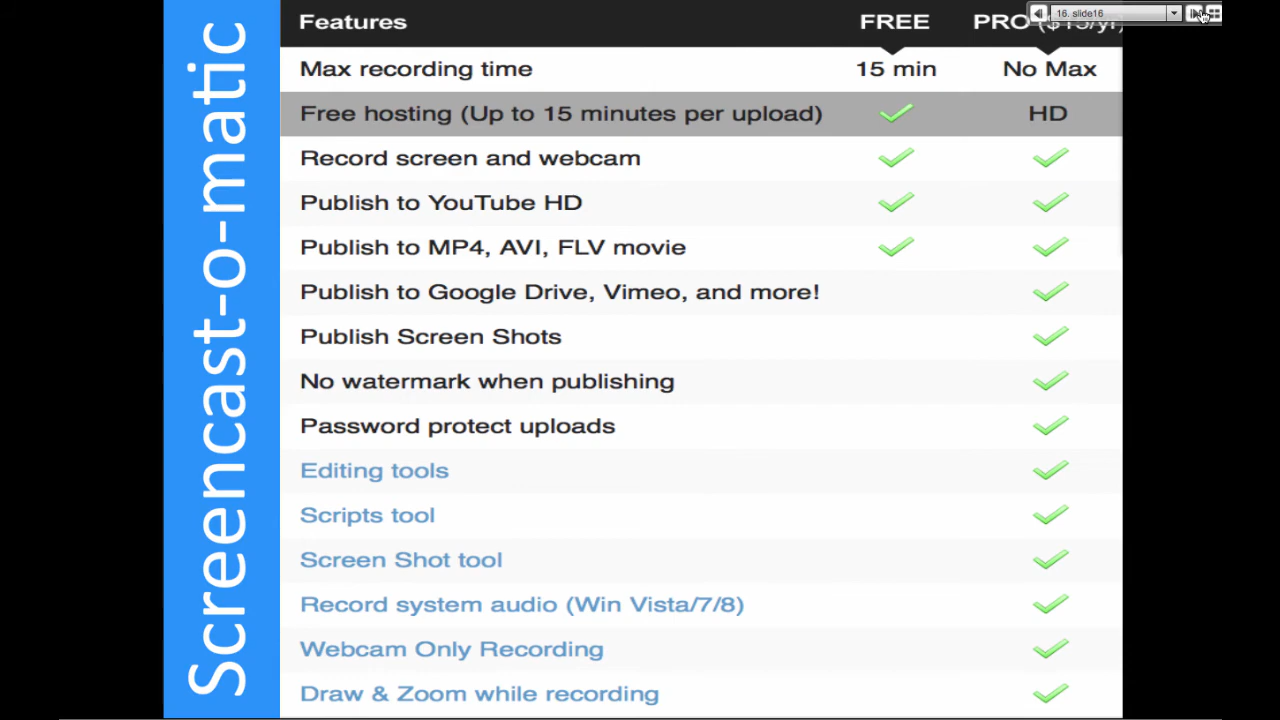 Screencast-o-matic
Features FREE PRO ($15/yr)
16. slide16
Max recording time 15 min No Max
Free hosting (Up to 15 minutes per upload) HD
Record screen and webcam
Publish to YouTube HD
Publish to MP4, AVI, FLV movie
Publish to Google Drive, Vimeo, and more!
Publish Screen Shots
No watermark when publishing
Password protect uploads
Editing tools
Scripts tool
Screen Shot tool
Record system audio (Win Vista/7/8)
Webcam Only Recording
Draw & Zoom while recording